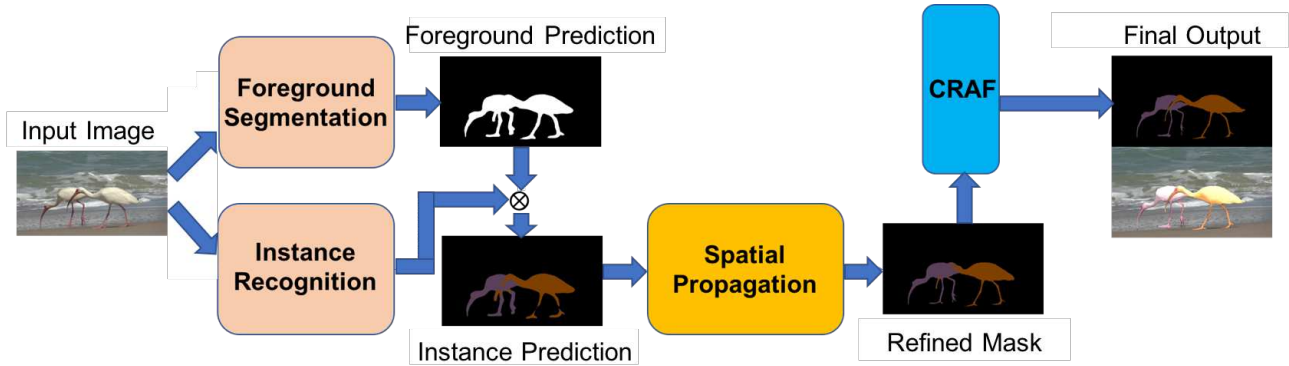 Input Image
Foreground
Segmentation
Instance
Recognition
Foreground Prediction
Instance Prediction
Spatial
Propagation
Refined Mask
CRAF
Final Output